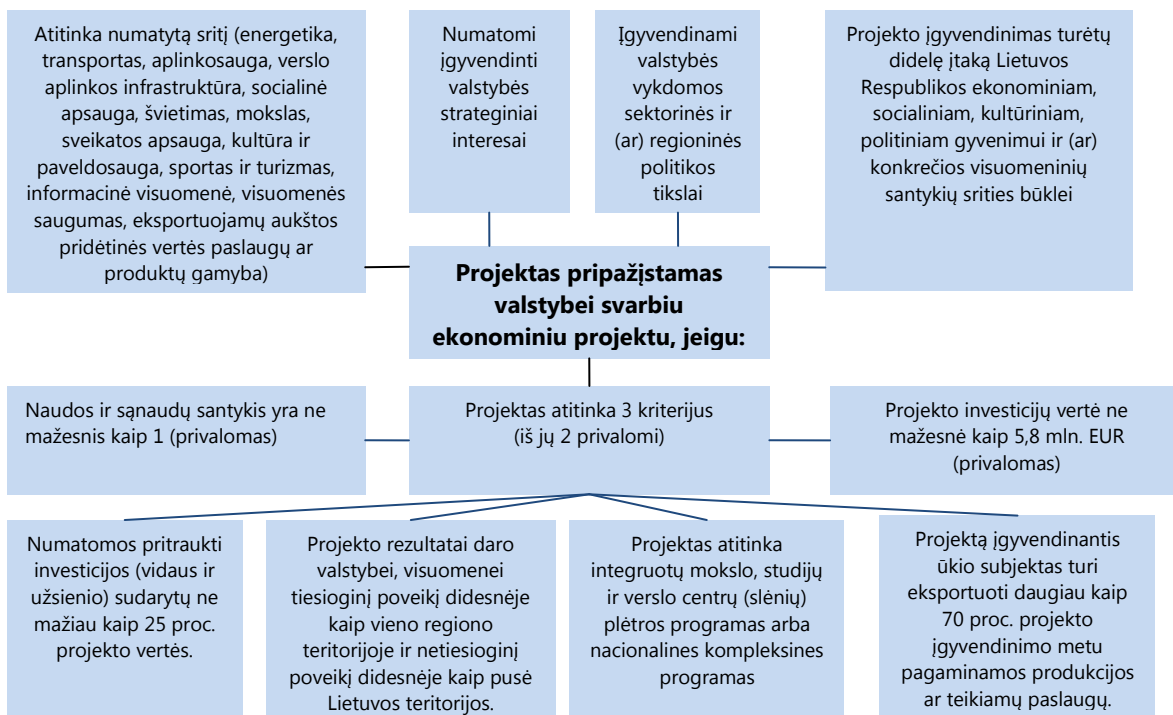 Atitinka numatytą sritį (energetika,
transportas, aplinkosauga, verslo
aplinkos infrastruktūra, socialinė
apsauga, švietimas, mokslas,
sveikatos apsauga, kultūra ir
paveldosauga, sportas ir turizmas,
informacinė visuomenė, visuomenės
saugumas, eksportuojamų aukštos
pridėtinės vertės paslaugų ar
produktų gamyba)
Numatomi
įgyvendinti
valstybės
strateginiai
interesai
Įgyvendinami
valstybės
vykdomos
sektorinės ir
(ar) regioninės
politikos
tikslai
Projekto įgyvendinimas turėtų
didelę įtaką Lietuvos
Respublikos ekonominiam,
socialiniam, kultūriniam,
politiniam gyvenimui ir (ar)
konkrečios visuomeninių
santykių srities būklei
Projektas pripažįstamas
valstybei svarbiu
ekonominiu projektu, jeigu:
Naudos ir sąnaudų santykis yra ne
mažesnis kaip 1 (privalomas)
Projektas atitinka 3 kriterijus
(iš jų 2 privalomi)
Projekto investicijų vertė ne
mažesnė kaip 5,8 mln. EUR
(privalomas)
Numatomos pritraukti
investicijos (vidaus ir
užsienio) sudarytų ne
mažiau kaip 25 proc.
projekto vertės.
Projekto rezultatai daro
valstybei, visuomenei
tiesioginį poveikį didesnėje
kaip vieno regiono
teritorijoje ir netiesioginį
poveikį didesnėje kaip pusė
Lietuvos teritorijos.
Projektas atitinka
integruotų mokslo, studijų
ir verslo centrų (slėnių)
plėtros programas arba
nacionalines kompleksines
programas
Projektą įgyvendinantis
ūkio subjektas turi
eksportuoti daugiau kaip
70 proc. projekto
įgyvendinimo metu
pagaminamos produkcijos
ar teikiamų paslaugų.